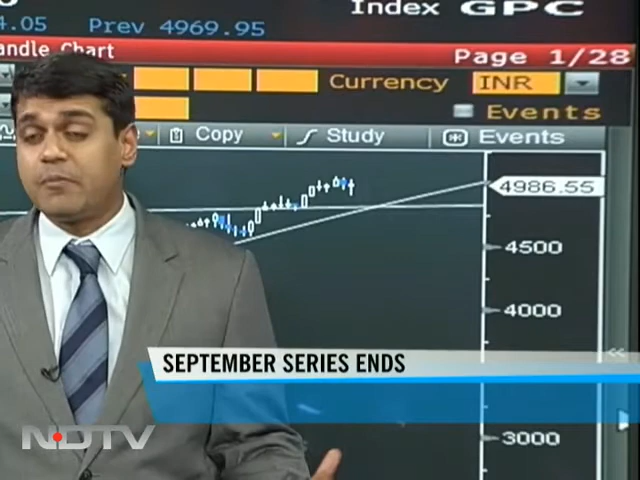 Index GPC
4.05 Prev 4969.95
andle Chart
Page 1/28
Currency INR
Events
Copy Study Events
4986.55
4500
4000
SEPTEMBER SERIES ENDS
NDTV
3000